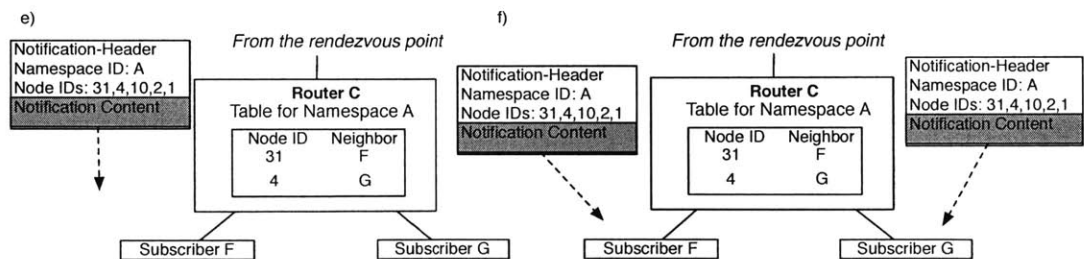 e)
From the rendezvous point
Notification-Header
Namespace ID: A
Node IDs: 31,4,10,2,1
Notification Content
Router C
Table for Namespace A
Node ID Neighbor
31 F
4 G
Subscriber F
Subscriber G
f)
From the rendezvous point
Notification-Header
Namespace ID: A
Node IDs: 31,4,10,2,1
Notification Content
Router C
Table for Namespace A
Node ID Neighbor
31 F
4 G
Notification-Header
Namespace ID: A
Node IDs: 31,4,10,2,1
Notification Content
Subscriber F
Subscriber G